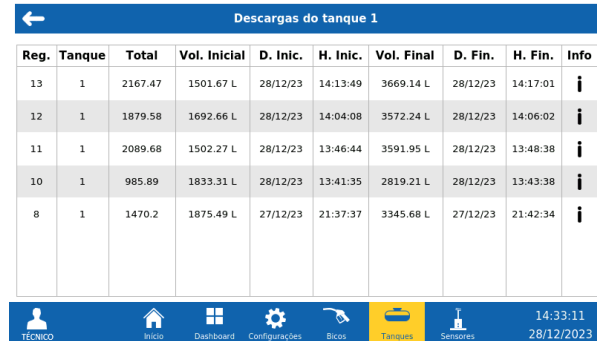 Descargas do tanque 1
Reg. Tanque Total Vol. Inicial D. Inic. H. Inic. Vol. Final D. Fin. H. Fin. Info
13 1 2167.47 1501.67 L 28/12/23 14:13:49 3669.14 L 28/12/23 14:17:01
12 1 1879.58 1692.66 L 28/12/23 14:04:08 3572.24 L 28/12/23 14:06:02
11 1 2089.68 1502.27 L 28/12/23 13:46:44 3591.95 L 28/12/23 13:48:38
10 1 985.89 1833.31 L 28/12/23 13:41:35 2819.21 L 28/12/23 13:43:38
8 1 1470.2 1875.49 L 27/12/23 21:37:37 3345.68 L 27/12/23 21:42:34
14:33:11
TÉCNICO Início Dashboard Configurações Bicos Tanques Sensores 28/12/2023